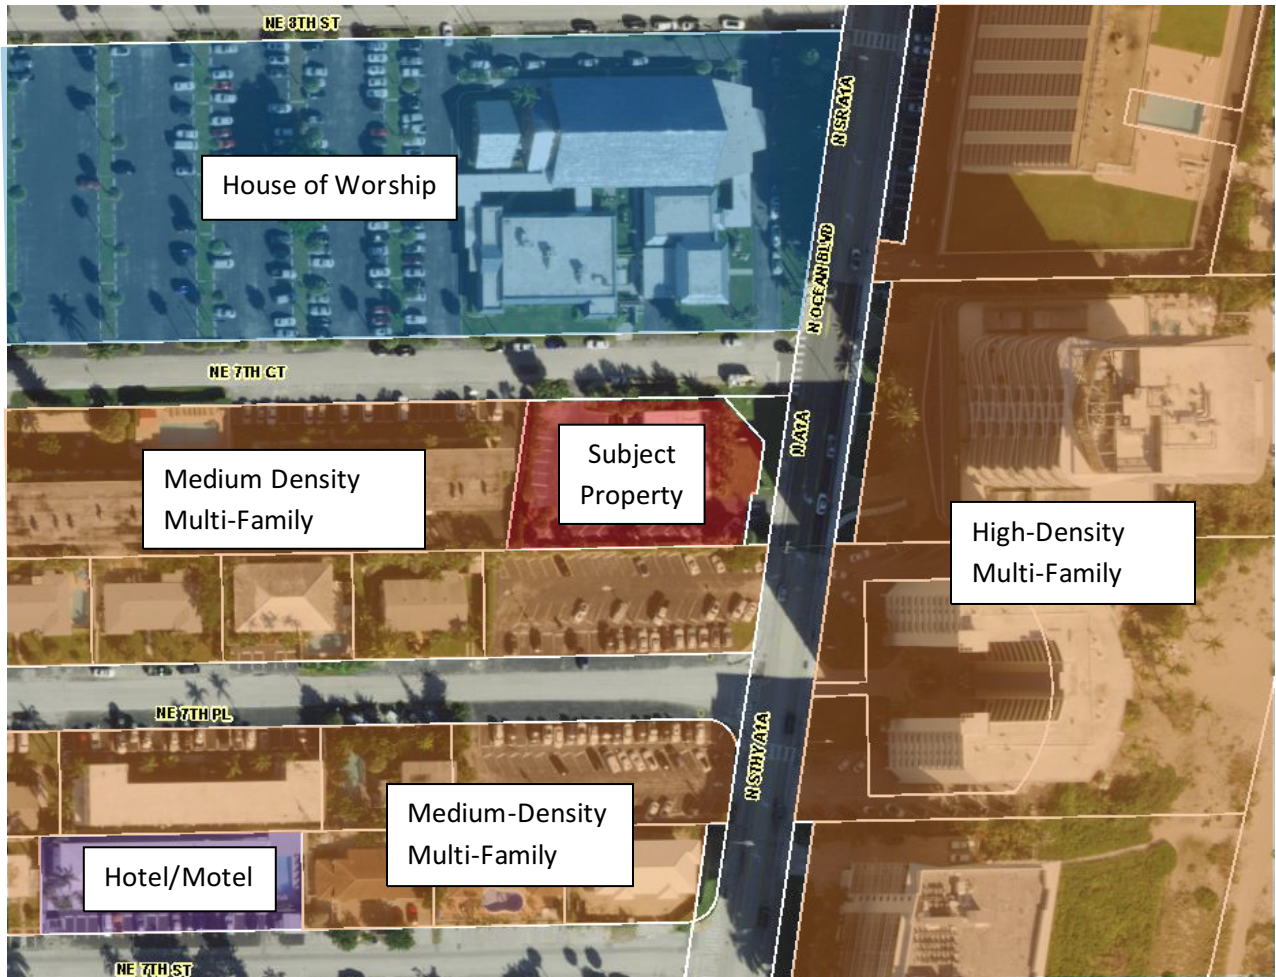 NE 8TH ST
N SR A1A
House of Worship
N OCEAN BLVD
NE 7TH CT
N A1A
Subject
Property
Medium Density
Multi-Family
High-Density
Multi-Family
NE 7TH PL
N STHY A1A
Medium-Density
Multi-Family
Hotel/Motel
NE 7TH ST